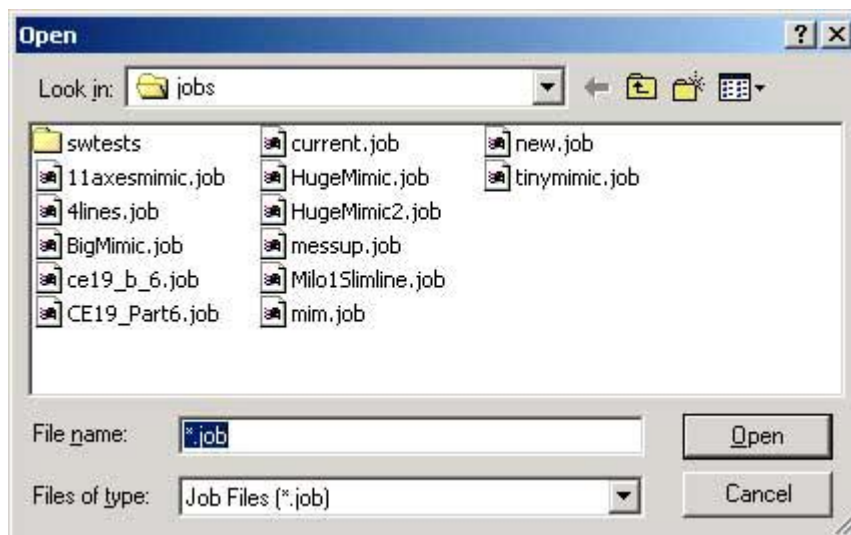 Open
Look in: jobs
swtests
11axesmimic.job
4lines.job
BigMimic.job
ce19_b_6.job
CE19_Part6.job
current.job
HugeMimic.job
HugeMimic2.job
messup.job
Milo1Slimline.job
mim.job
new.job
tinymimic.job
File name: *.job Open
Files of type: Job Files (*.job) Cancel